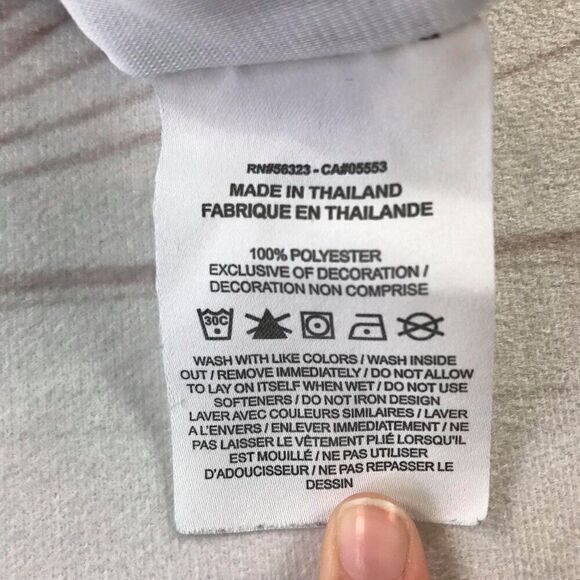 RN#56323 - CA#05553
MADE IN THAILAND
FABRIQUE EN THAILANDE
100% POLYESTER
EXCLUSIVE OF DECORATION /
DECORATION NON COMPRISE
30C
WASH WITH LIKE COLORS / WASH INSIDE
OUT / REMOVE IMMEDIATELY / DO NOT ALLOW
TO LAY ON ITSELF WHEN WET / DO NOT USE
SOFTENERS / DO NOT IRON DESIGN
LAVER AVEC COULEURS SIMILAIRES / LAVER
A L'ENVERS / ENLEVER IMMEDIATEMENT / NE
PAS LAISSER LE VÊTEMENT PLIÉ LORSQU'IL
EST MOUILLÉ / NE PAS UTILISER
D'ADOUCISSEUR / NE PAS REPASSER LE
DESSIN